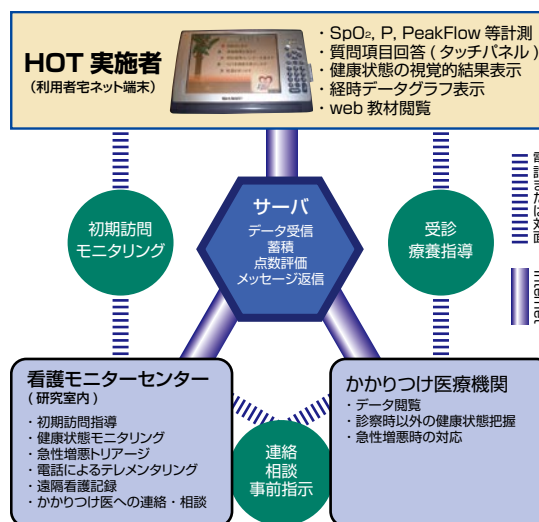 HOT 実施者
(利用者宅ネット端末)
・SpO₂, P, PeakFlow 等計測
・質問項目回答(タッチパネル)
・健康状態の視覚的結果表示
・経時データグラフ表示
・web 教材閲覧
初期訪問
モニタリング
サーバ
データ受信
蓄積
点数評価
メッセージ返信
受診
療養指導
電話または対面
Internet
看護モニターセンター
(研究室内)
・初期訪問指導
・健康状態モニタリング
・急性増悪トリアージ
・電話によるテレメンタリング
・遠隔看護記録
・かかりつけ医への連絡・相談
連絡
相談
事前指示
かかりつけ医療機関
・データ閲覧
・診察時以外の健康状態把握
・急性増悪時の対応